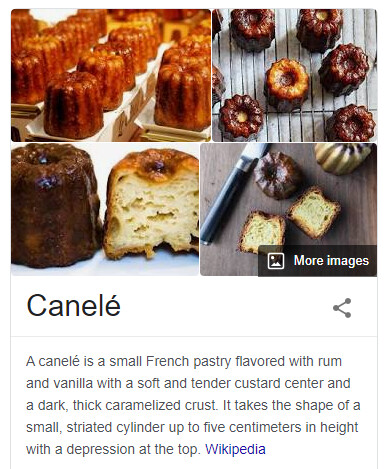 More images
Canelé
A canelé is a small French pastry flavored with rum
and vanilla with a soft and tender custard center and
a dark, thick caramelized crust. It takes the shape of a
small, striated cylinder up to five centimeters in height
with a depression at the top. Wikipedia